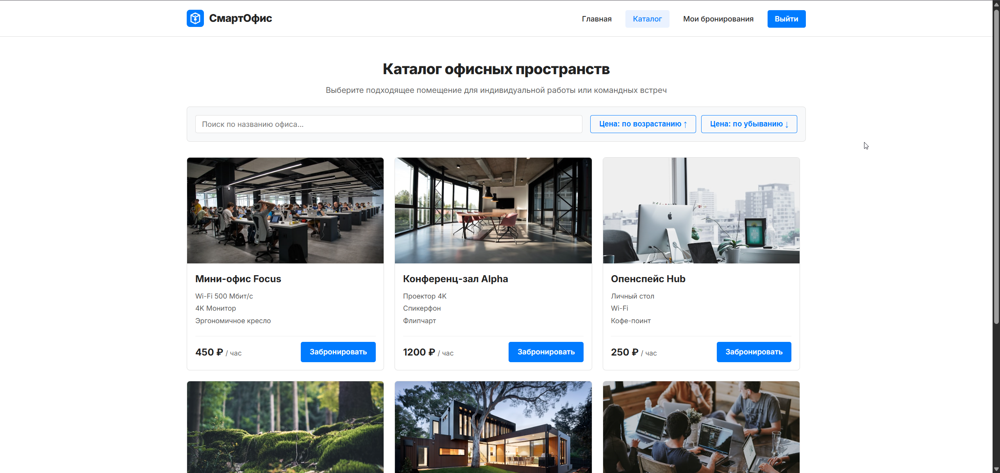 СмартОфис
Главная
Каталог
Мои бронирования
Выйти
Каталог офисных пространств
Выберите подходящее помещение для индивидуальной работы или командных встреч
Поиск по названию офиса...
Цена: по возрастанию ↑
Цена: по убыванию ↓
Мини-офис Focus
Wi-Fi 500 Мбит/с
4K Монитор
Эргономичное кресло
450 ₽ / час
Забронировать
Конференц-зал Alpha
Проектор 4K
Спикерфон
Флипчарт
1200 ₽ / час
Забронировать
Опенспейс Hub
Личный стол
Wi-Fi
Кофе-поинт
250 ₽ / час
Забронировать